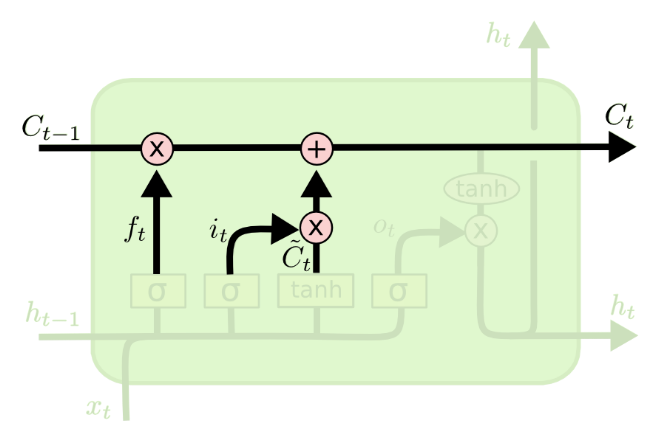 h_t
C_{t-1} × + C_t
tanh
f_t i_t × o_t ×
C̃_t
σ σ tanh σ
h_{t-1} h_t
x_t